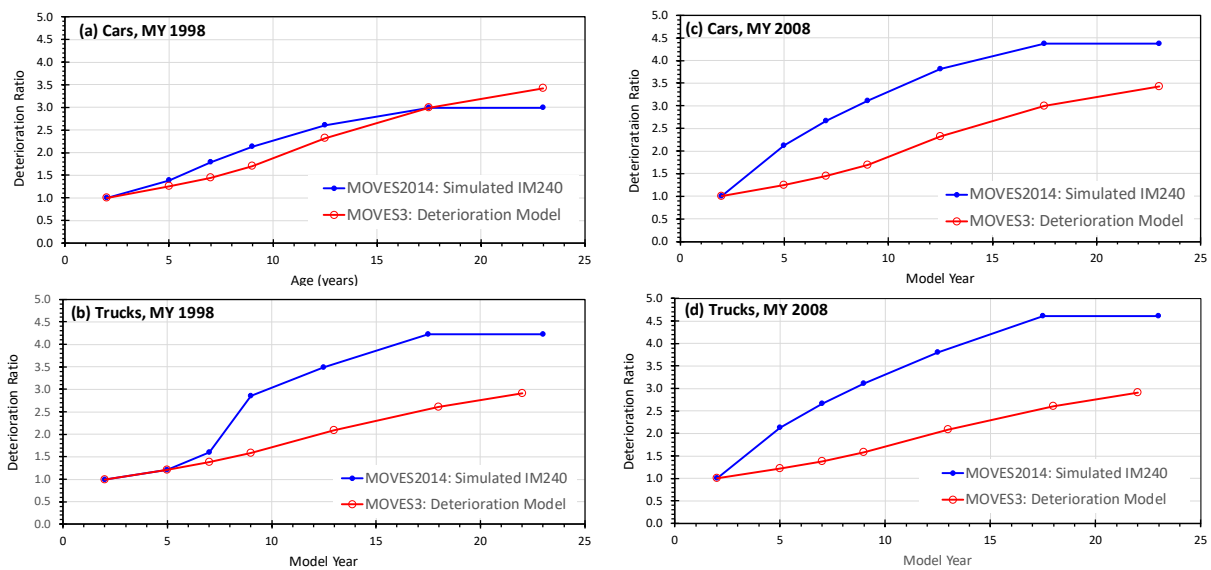 (a) Cars, MY 1998
Deterioration Ratio
5.0
4.5
4.0
3.5
3.0
2.5
2.0
1.5
1.0
0.5
0.0
MOVES2014: Simulated IM240
MOVES3: Deterioration Model
0 5 10 15 20 25
Age (years)
(c) Cars, MY 2008
Deterirorataion Ratio
5.0
4.5
4.0
3.5
3.0
2.5
2.0
1.5
1.0
0.5
0.0
MOVES2014: Simulated IM240
MOVES3: Deterioration Model
0 5 10 15 20 25
Model Year
(b) Trucks, MY 1998
Deterioration Ratio
5.0
4.5
4.0
3.5
3.0
2.5
2.0
1.5
1.0
0.5
0.0
MOVES2014: Simulated IM240
MOVES3: Deterioration Model
0 5 10 15 20 25
Model Year
(d) Trucks, MY 2008
Deterioration Ratio
5.0
4.5
4.0
3.5
3.0
2.5
2.0
1.5
1.0
0.5
0.0
MOVES2014: Simulated IM240
MOVES3: Deterioration Model
0 5 10 15 20 25
Model Year